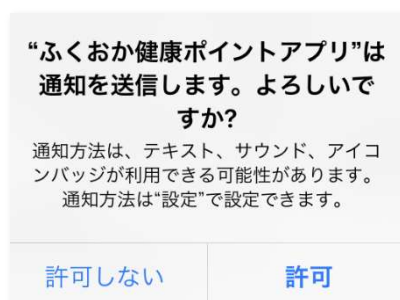 “ふくおか健康ポイントアプリ”は
通知を送信します。よろしいで
すか?
通知方法は、テキスト、サウンド、アイコ
ンバッジが利用できる可能性があります。
通知方法は“設定”で設定できます。
許可しない
許可